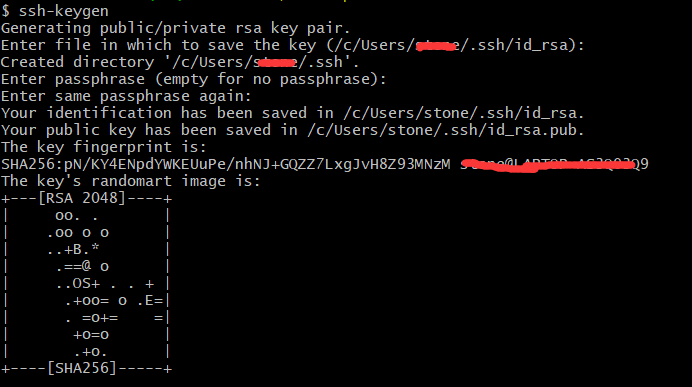 $ ssh-keygen
Generating public/private rsa key pair.
Enter file in which to save the key (/c/Users/ /.ssh/id_rsa):
Created directory '/c/Users/ /.ssh'.
Enter passphrase (empty for no passphrase):
Enter same passphrase again:
Your identification has been saved in /c/Users/stone/.ssh/id_rsa.
Your public key has been saved in /c/Users/stone/.ssh/id_rsa.pub.
The key fingerprint is:
SHA256:pN/KY4ENpdYWKEUuPe/nhNJ+GQZZ7LxgJvH8Z93MNzM
The key's randomart image is:
+---[RSA 2048]----+
|      oo. .      |
|     .oo o o     |
|     ..+B.*      |
|      .==@ o     |
|      ..OS+ . . + |
|       .+oo= o .E=|
|       . =o+=    =|
|        +o=o     |
|        .+o.     |
+----[SHA256]-----+